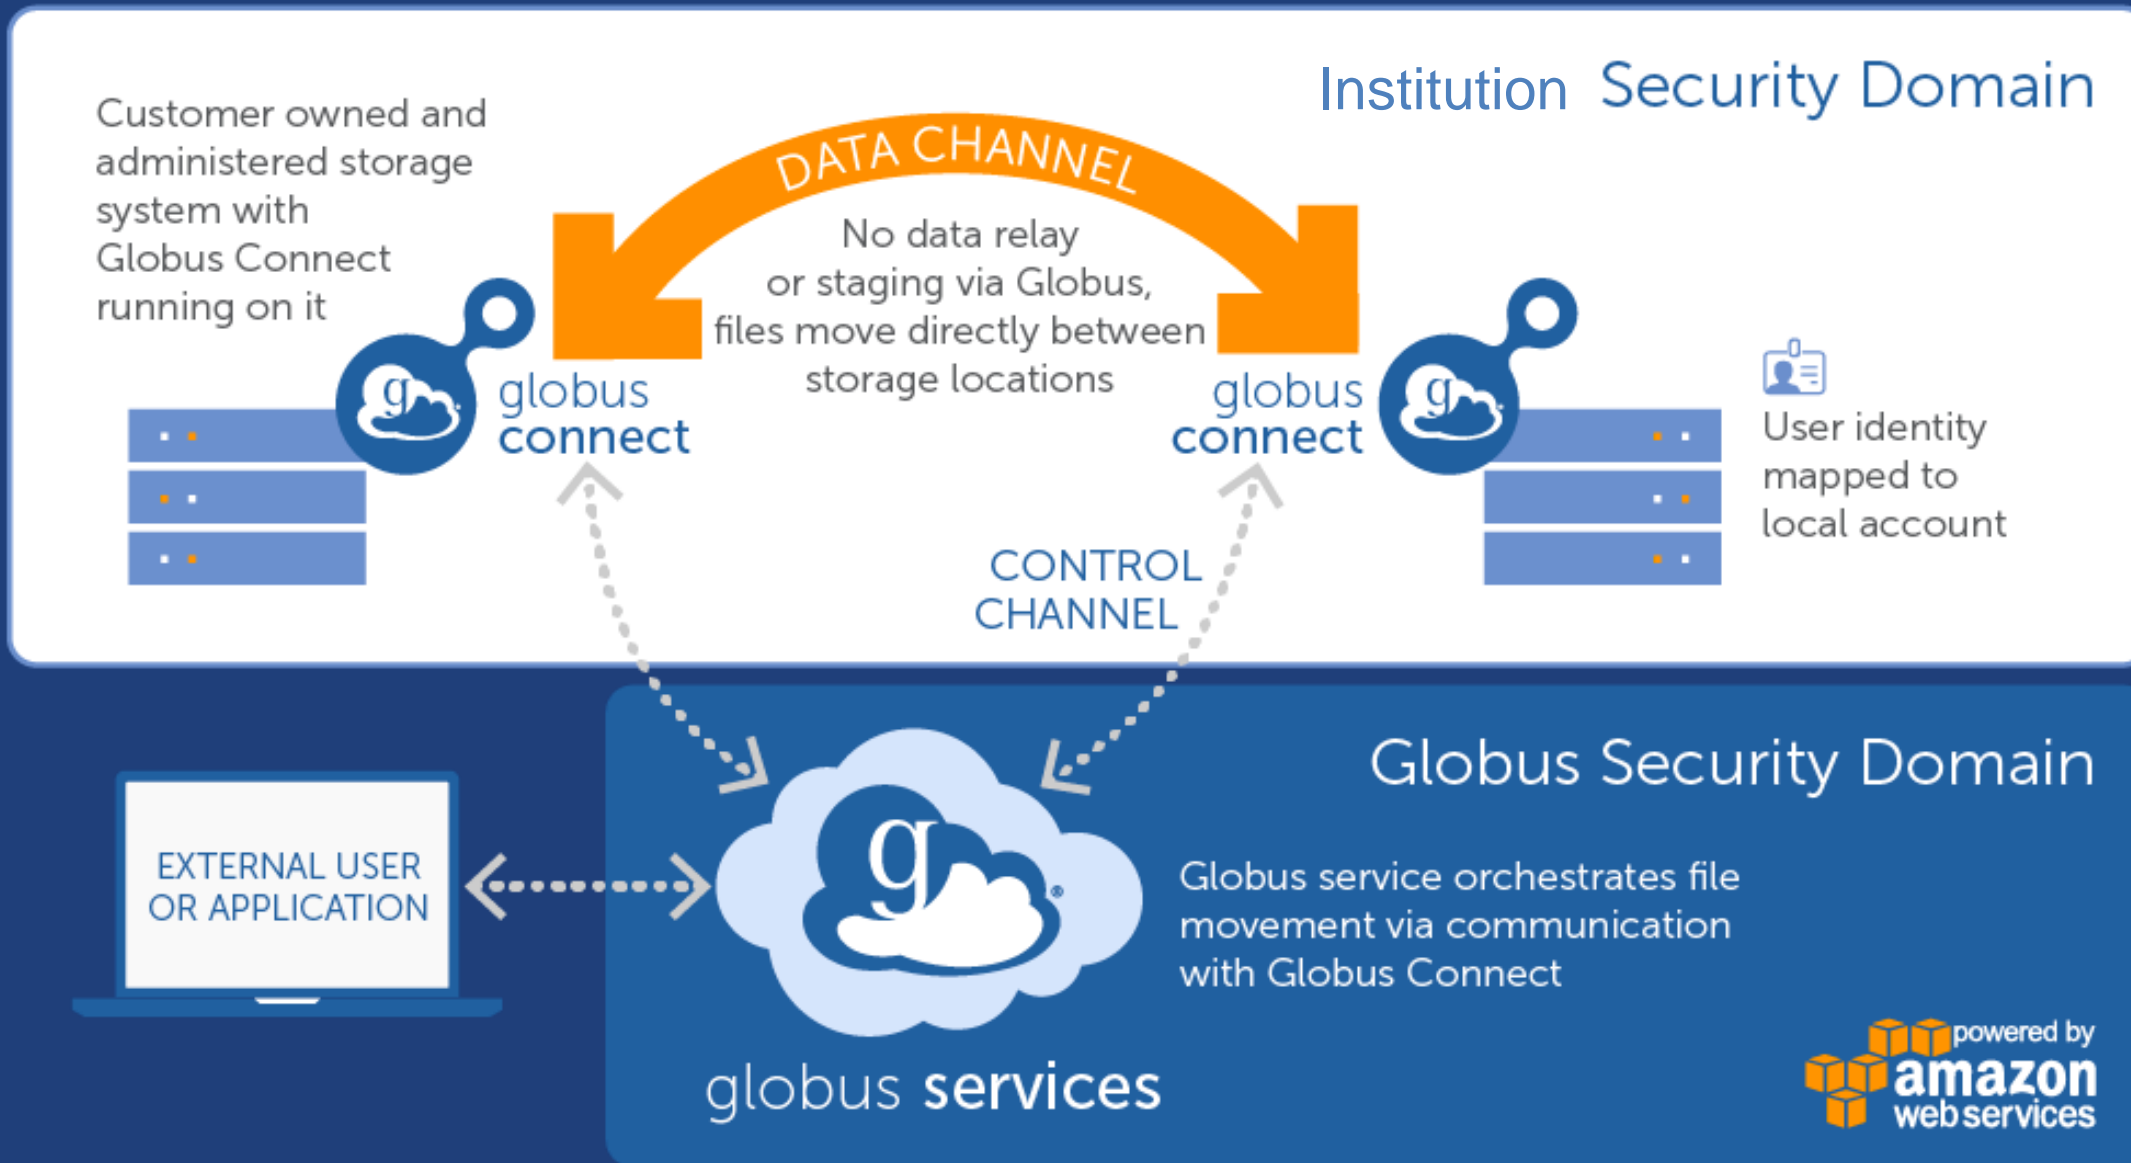 Institution Security Domain
Customer owned and
administered storage
system with
Globus Connect
running on it
DATA CHANNEL
No data relay
or staging via Globus,
files move directly between
storage locations
g
globus
connect
globus
connect
g
User identity
mapped to
local account
CONTROL
CHANNEL
Globus Security Domain
EXTERNAL USER
OR APPLICATION
g
®
Globus service orchestrates file
movement via communication
with Globus Connect
globus services
powered by
amazon
webservices